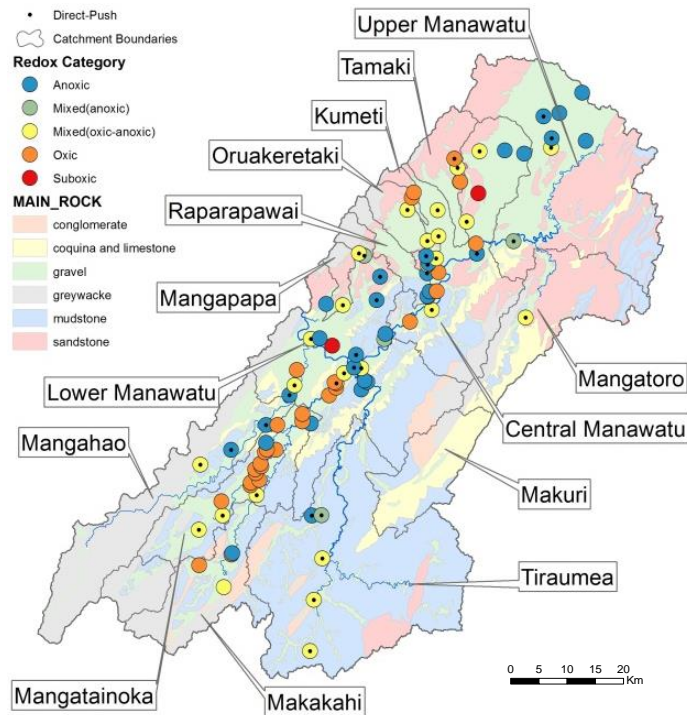 Direct-Push
Catchment Boundaries
Redox Category
Anoxic
Mixed(anoxic)
Mixed(oxic-anoxic)
Oxic
Suboxic
MAIN_ROCK
conglomerate
coquina and limestone
gravel
greywacke
mudstone
sandstone
Upper Manawatu
Tamaki
Kumeti
Oruakeretaki
Raparapawai
Mangapapa
Lower Manawatu
Mangahao
Mangatoro
Central Manawatu
Makuri
Tiraumea
Mangatainoka
Makakahi
0 5 10 15 20
Km